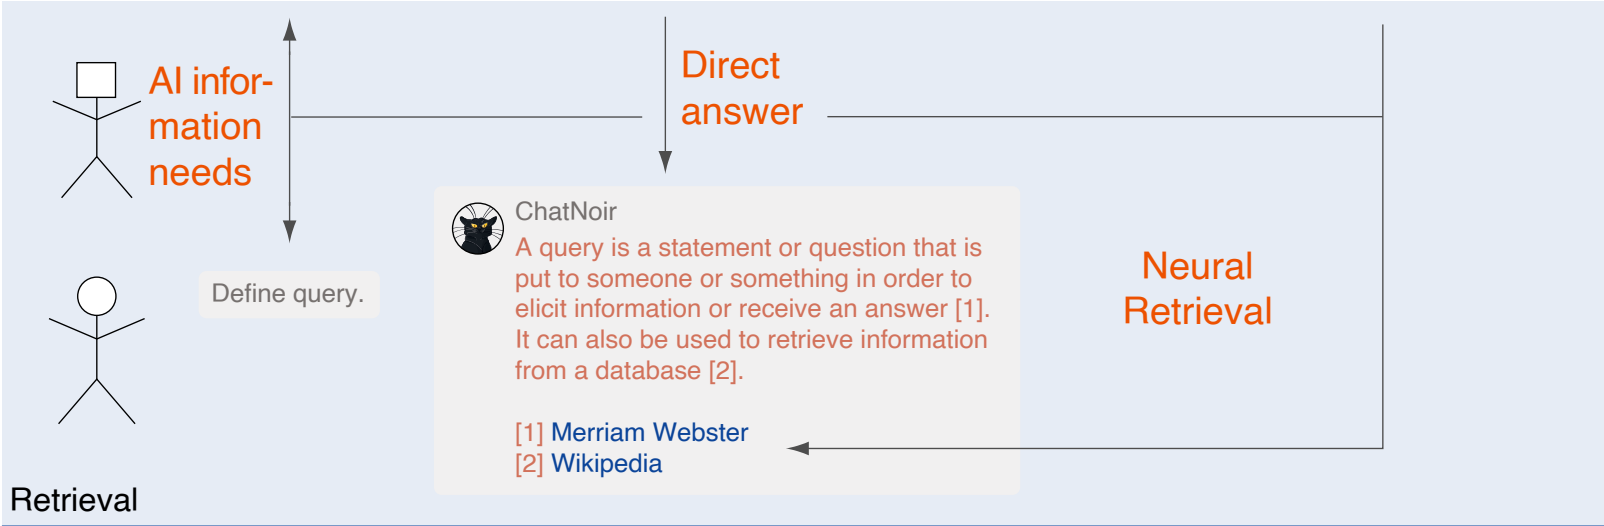 AI infor-
mation
needs
Direct
answer
ChatNoir
A query is a statement or question that is
put to someone or something in order to
elicit information or receive an answer [1].
It can also be used to retrieve information
from a database [2].
[1] Merriam Webster
[2] Wikipedia
Define query.
Neural
Retrieval
Retrieval